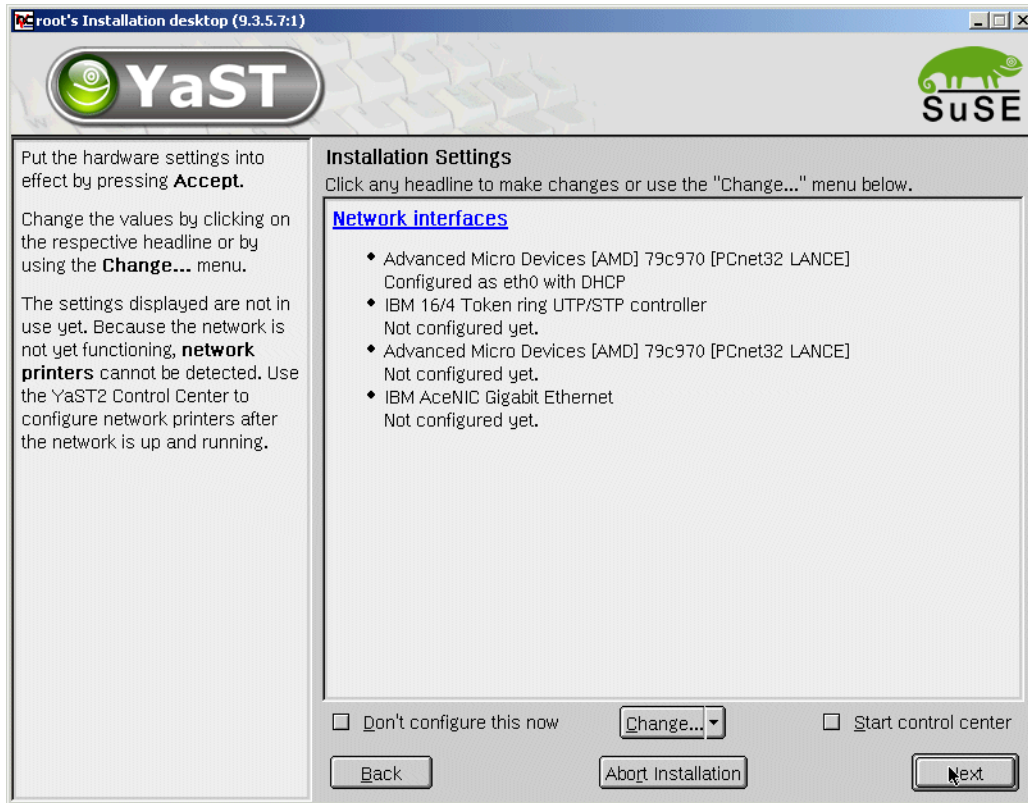 root's Installation desktop (9.3.5.7:1)
YaST
SuSE
Put the hardware settings into
effect by pressing Accept.
Change the values by clicking on
the respective headline or by
using the Change... menu.
The settings displayed are not in
use yet. Because the network is
not yet functioning, network
printers cannot be detected. Use
the YaST2 Control Center to
configure network printers after
the network is up and running.
Installation Settings
Click any headline to make changes or use the "Change..." menu below.
Network interfaces
Advanced Micro Devices [AMD] 79c970 [PCnet32 LANCE]
Configured as eth0 with DHCP
IBM 16/4 Token ring UTP/STP controller
Not configured yet.
Advanced Micro Devices [AMD] 79c970 [PCnet32 LANCE]
Not configured yet.
IBM AceNIC Gigabit Ethernet
Not configured yet.
Don't configure this now
Change...
Start control center
Back
Abort Installation
Next